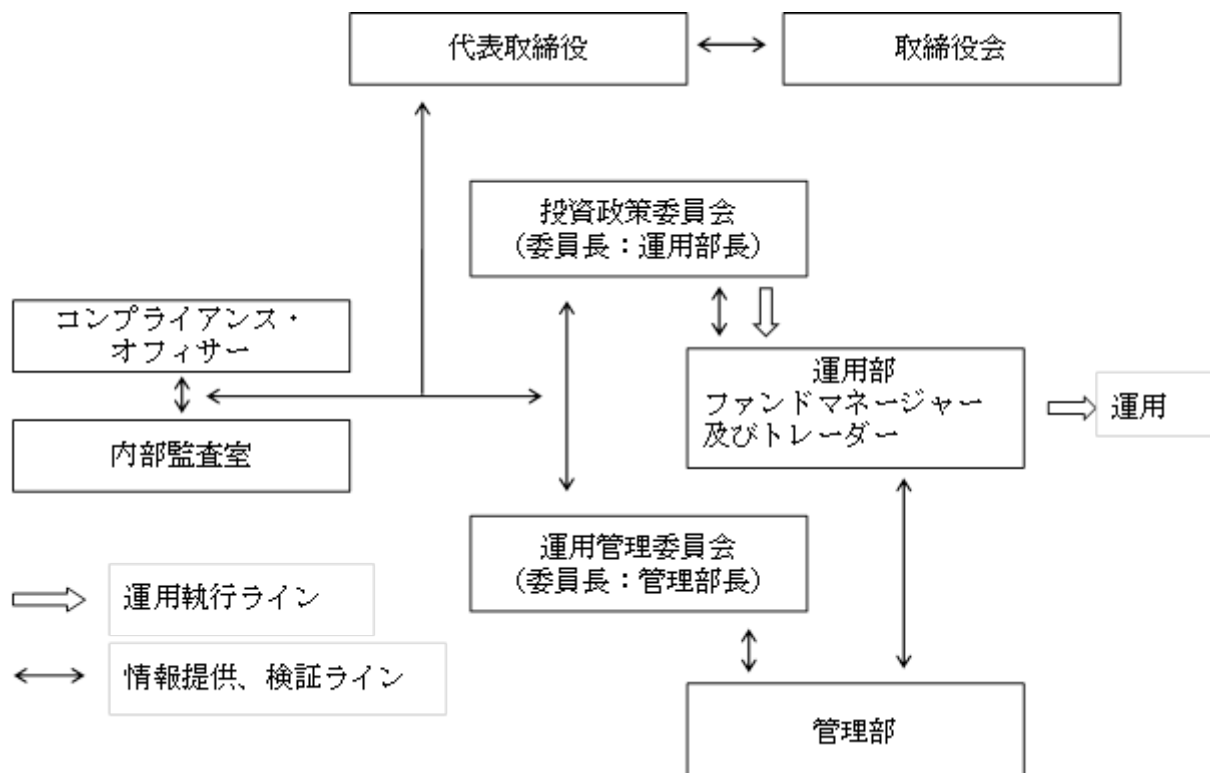 代表取締役
取締役会
投資政策委員会
（委員長：運用部長）
コンプライアンス・
オフィサー
運用部
ファンドマネージャー
及びトレーダー
運用
内部監査室
運用管理委員会
（委員長：管理部長）
運用執行ライン
情報提供、検証ライン
管理部